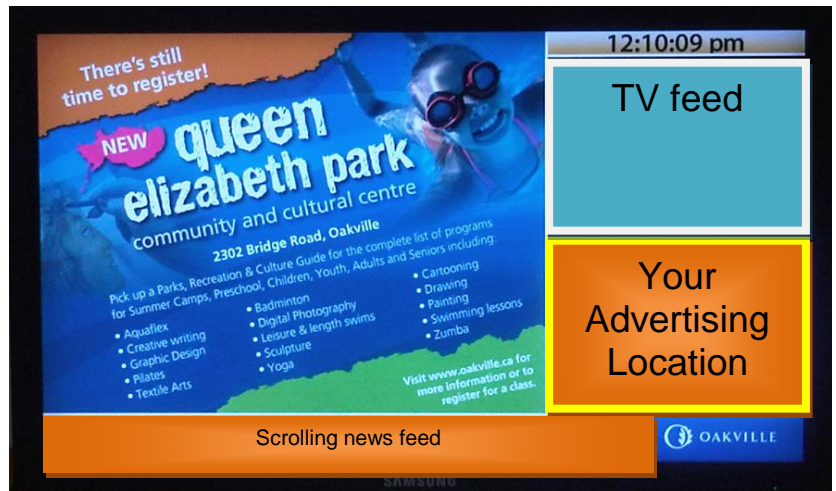 There's still
time to register!
NEW queen
elizabeth park
community and cultural centre
2302 Bridge Road, Oakville
Pick up a Parks, Recreation & Culture Guide for the complete list of programs
for Summer Camps, Preschool, Children, Youth, Adults and Seniors including:
• Aquaflex
• Creative writing
• Graphic Design
• Pilates
• Textile Arts
• Badminton
• Digital Photography
• Leisure & length swims
• Sculpture
• Yoga
• Cartooning
• Drawing
• Painting
• Swimming lessons
• Zumba
Visit www.oakville.ca for
more information or to
register for a class.
12:10:09 pm
TV feed
Your
Advertising
Location
Scrolling news feed
OAKVILLE
SAMSUNG